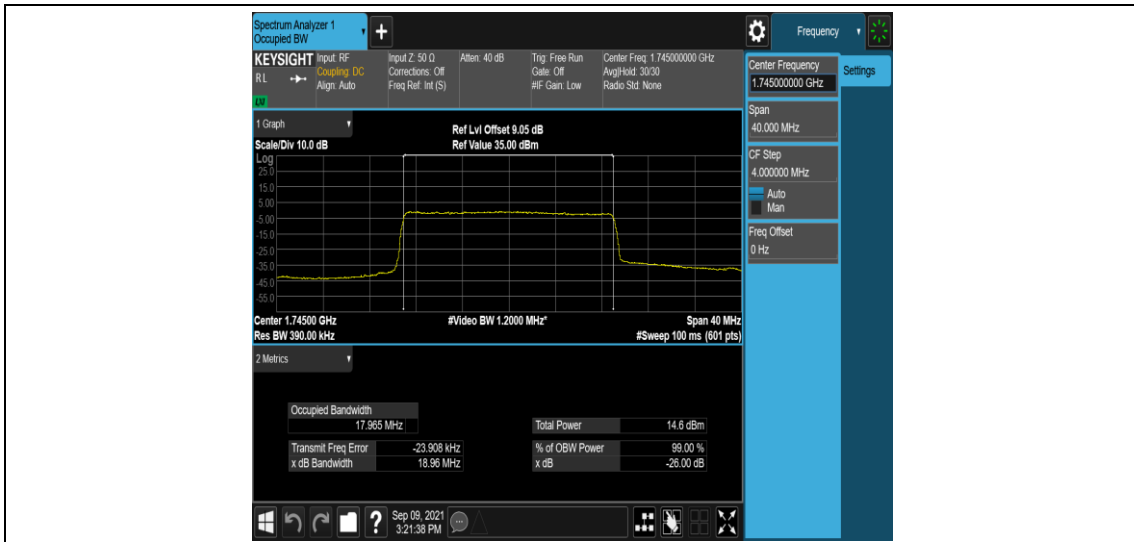 Spectrum Analyzer 1
Occupied BW
+
Frequency
KEYSIGHT
RL
LXI
Input: RF
Coupling: DC
Align: Auto
Input Z: 50 Ω
Corrections: Off
Freq Ref: Int (S)
Atten: 40 dB
Trig: Free Run
Gate: Off
#IF Gain: Low
Center Freq: 1.745000000 GHz
Avg|Hold: 30/30
Radio Std: None
Center Frequency
1.745000000 GHz
Settings
Span
40.000 MHz
CF Step
4.000000 MHz
Auto
Man
Freq Offset
0 Hz
1 Graph
Scale/Div 10.0 dB
Ref Lvl Offset 9.05 dB
Ref Value 35.00 dBm
Log
25.0
15.0
5.00
-5.00
-15.0
-25.0
-35.0
-45.0
-55.0
Center 1.74500 GHz
#Video BW 1.2000 MHz*
Span 40 MHz
Res BW 390.00 kHz
#Sweep 100 ms (601 pts)
2 Metrics
Occupied Bandwidth
17.965 MHz
Total Power 14.6 dBm
Transmit Freq Error -23.908 kHz
% of OBW Power 99.00 %
x dB Bandwidth 18.96 MHz
x dB -26.00 dB
?
Sep 09, 2021
3:21:38 PM